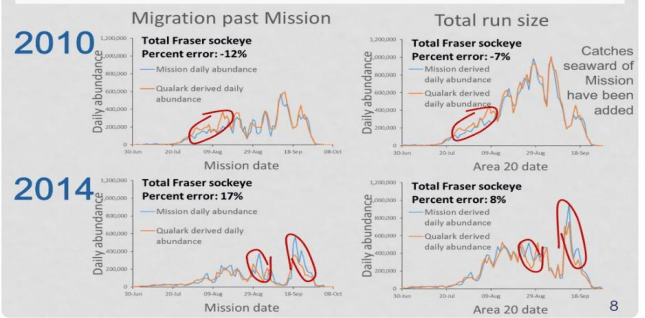 Migration past Mission
Total run size
2010
Total Fraser sockeye
Percent error: -12%
Mission daily abundance
Qualark derived daily
abundance
Daily abundance
1,200,000
1,000,000
800,000
600,000
400,000
200,000
30-Jun 20-Jul 09-Aug 29-Aug 18-Sep 08-Oct
Mission date
Total Fraser sockeye
Percent error: -7%
Mission derived
daily abundance
Qualark derived
daily abundance
Daily abundance
1,200,000
1,000,000
800,000
600,000
400,000
200,000
30-Jun 20-Jul 09-Aug 29-Aug 18-Sep
Area 20 date
Catches
seaward of
Mission
have been
added
2014
Total Fraser sockeye
Percent error: 17%
Mission daily abundance
Qualark derived daily
abundance
Daily abundance
1,200,000
1,000,000
800,000
600,000
400,000
200,000
30-Jun 20-Jul 09-Aug 29-Aug 18-Sep 08-Oct
Mission date
Total Fraser sockeye
Percent error: 8%
Mission derived
daily abundance
Qualark derived
daily abundance
Daily abundance
1,200,000
1,000,000
800,000
600,000
400,000
200,000
0
30-Jun 20-Jul 09-Aug 29-Aug 18-Sep
Area 20 date
8